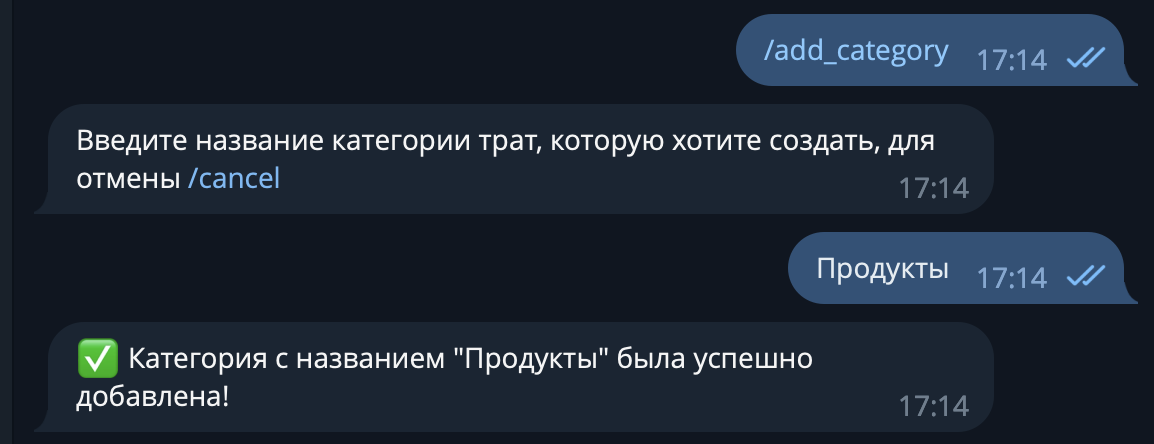 /add_category 17:14
Введите название категории трат, которую хотите создать, для
отмены /cancel 17:14
Продукты 17:14
✅ Категория с названием "Продукты" была успешно
добавлена! 17:14